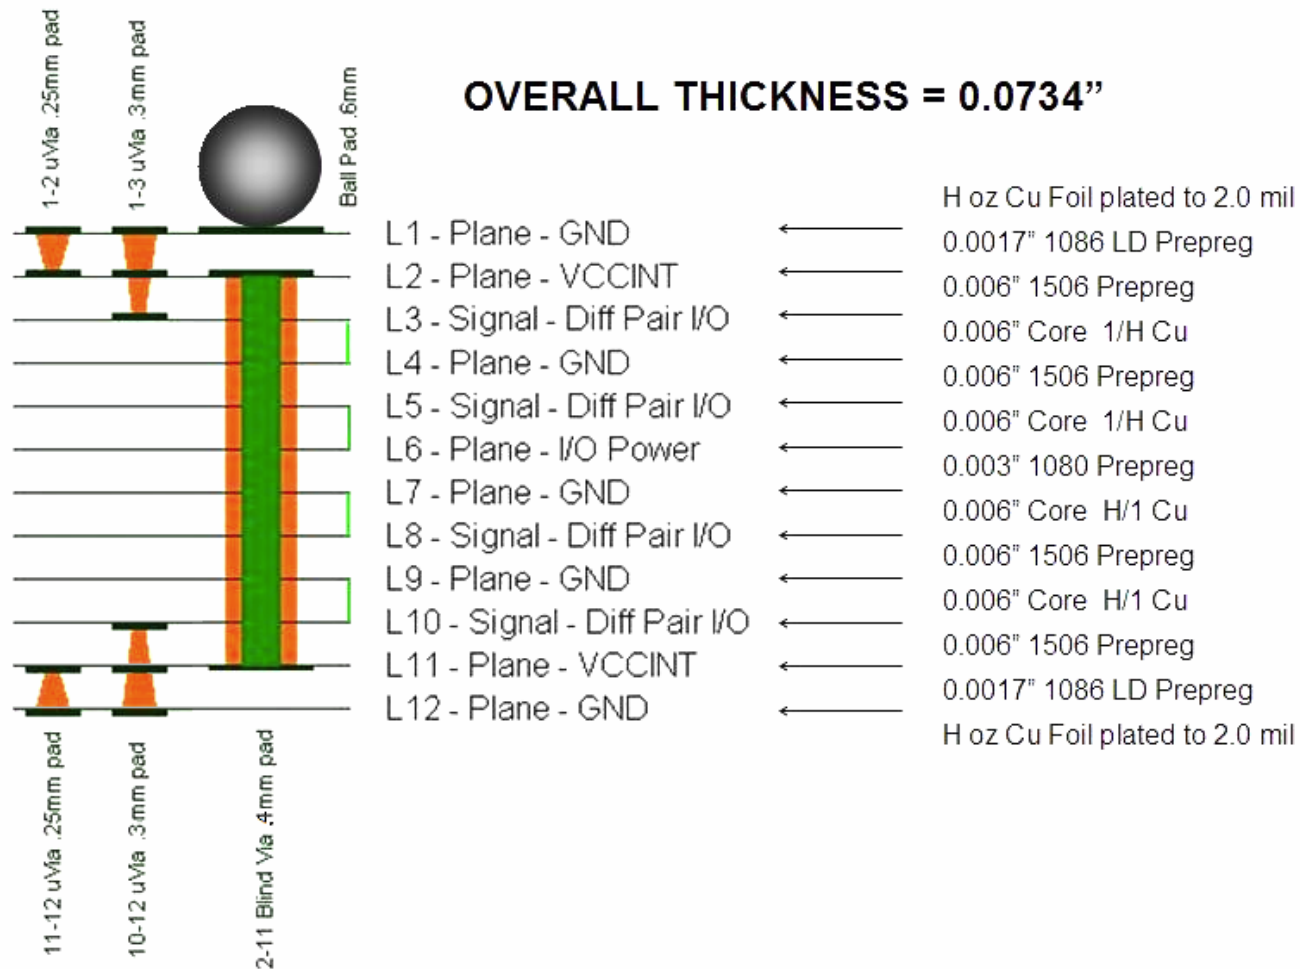 1-2 uVia .25mm pad
1-3 uVia .3mm pad
Ball Pad .6mm
OVERALL THICKNESS = 0.0734”
L1 - Plane - GND
L2 - Plane - VCCINT
L3 - Signal - Diff Pair I/O
L4 - Plane - GND
L5 - Signal - Diff Pair I/O
L6 - Plane - I/O Power
L7 - Plane - GND
L8 - Signal - Diff Pair I/O
L9 - Plane - GND
L10 - Signal - Diff Pair I/O
L11 - Plane - VCCINT
L12 - Plane - GND
H oz Cu Foil plated to 2.0 mil
0.0017” 1086 LD Prepreg
0.006” 1506 Prepreg
0.006” Core 1/H Cu
0.006” 1506 Prepreg
0.006” Core 1/H Cu
0.003” 1080 Prepreg
0.006” Core H/1 Cu
0.006” 1506 Prepreg
0.006” Core H/1 Cu
0.006” 1506 Prepreg
0.0017” 1086 LD Prepreg
H oz Cu Foil plated to 2.0 mil
11-12 uVia .25mm pad
10-12 uVia .3mm pad
2-11 Blind Via .4mm pad